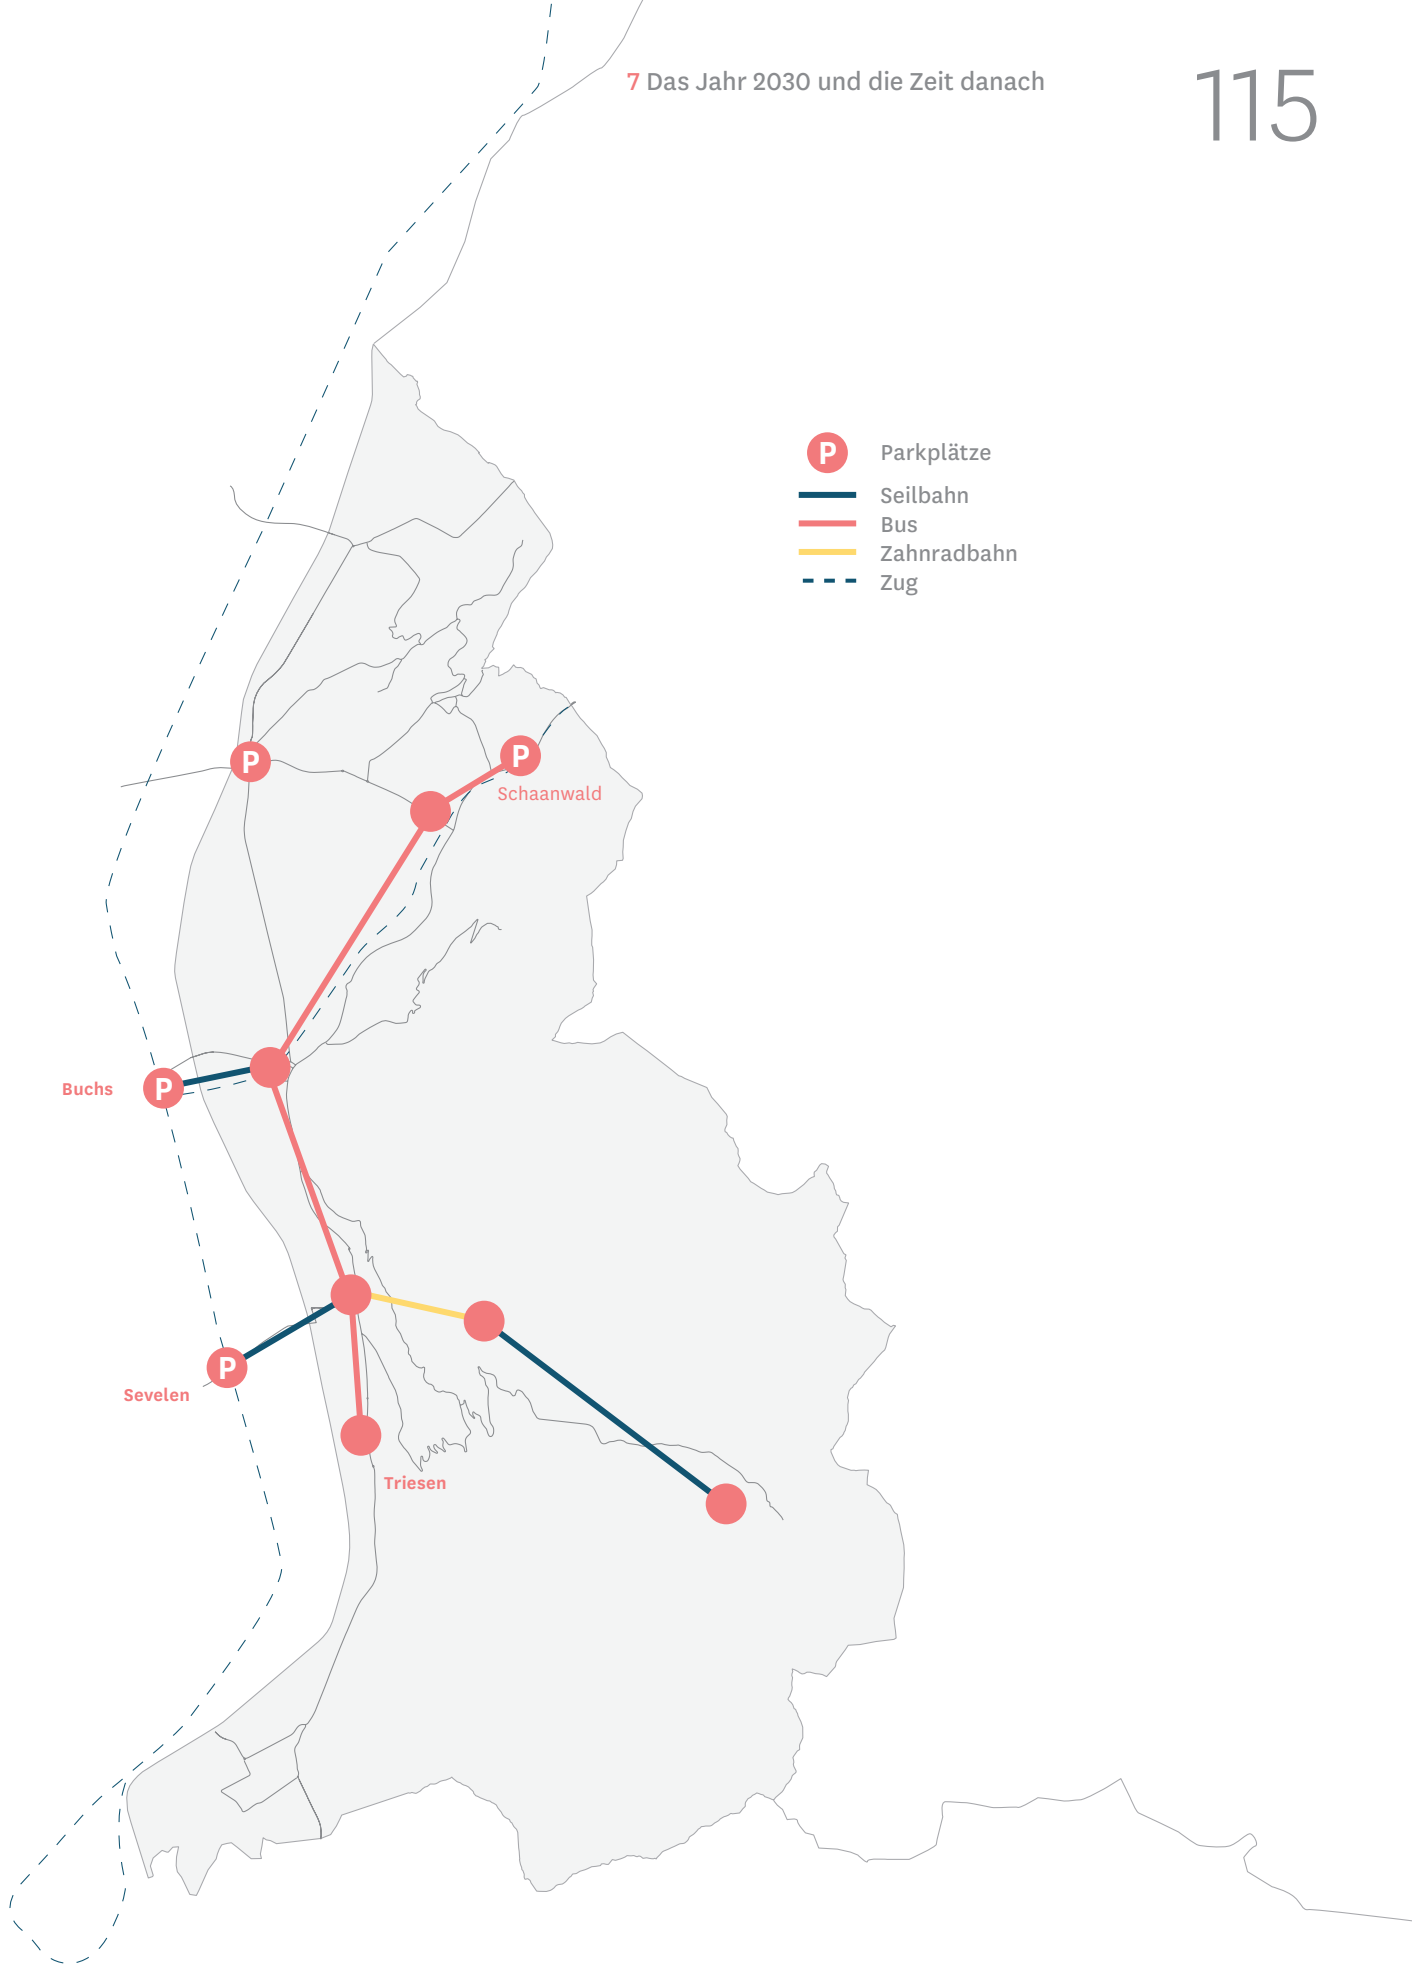 7 Das Jahr 2030 und die Zeit danach
115
P Parkplätze
Seilbahn
Bus
Zahnradbahn
Zug
P
P
Schaanwald
Buchs
P
P
Sevelen
Triesen